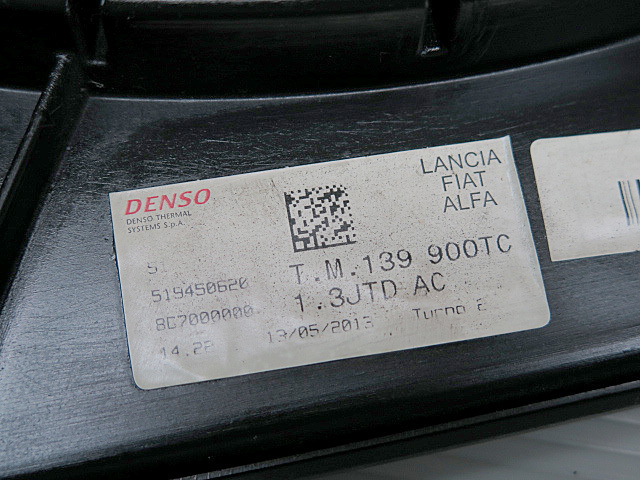 DENSO
DENSO THERMAL
SYSTEMS S.p.A.
LANCIA
FIAT
ALFA
S
519450620
T.M.139 900TC
8G7000000
1.3JTD AC
14.22
13/05/2013
Turno 2